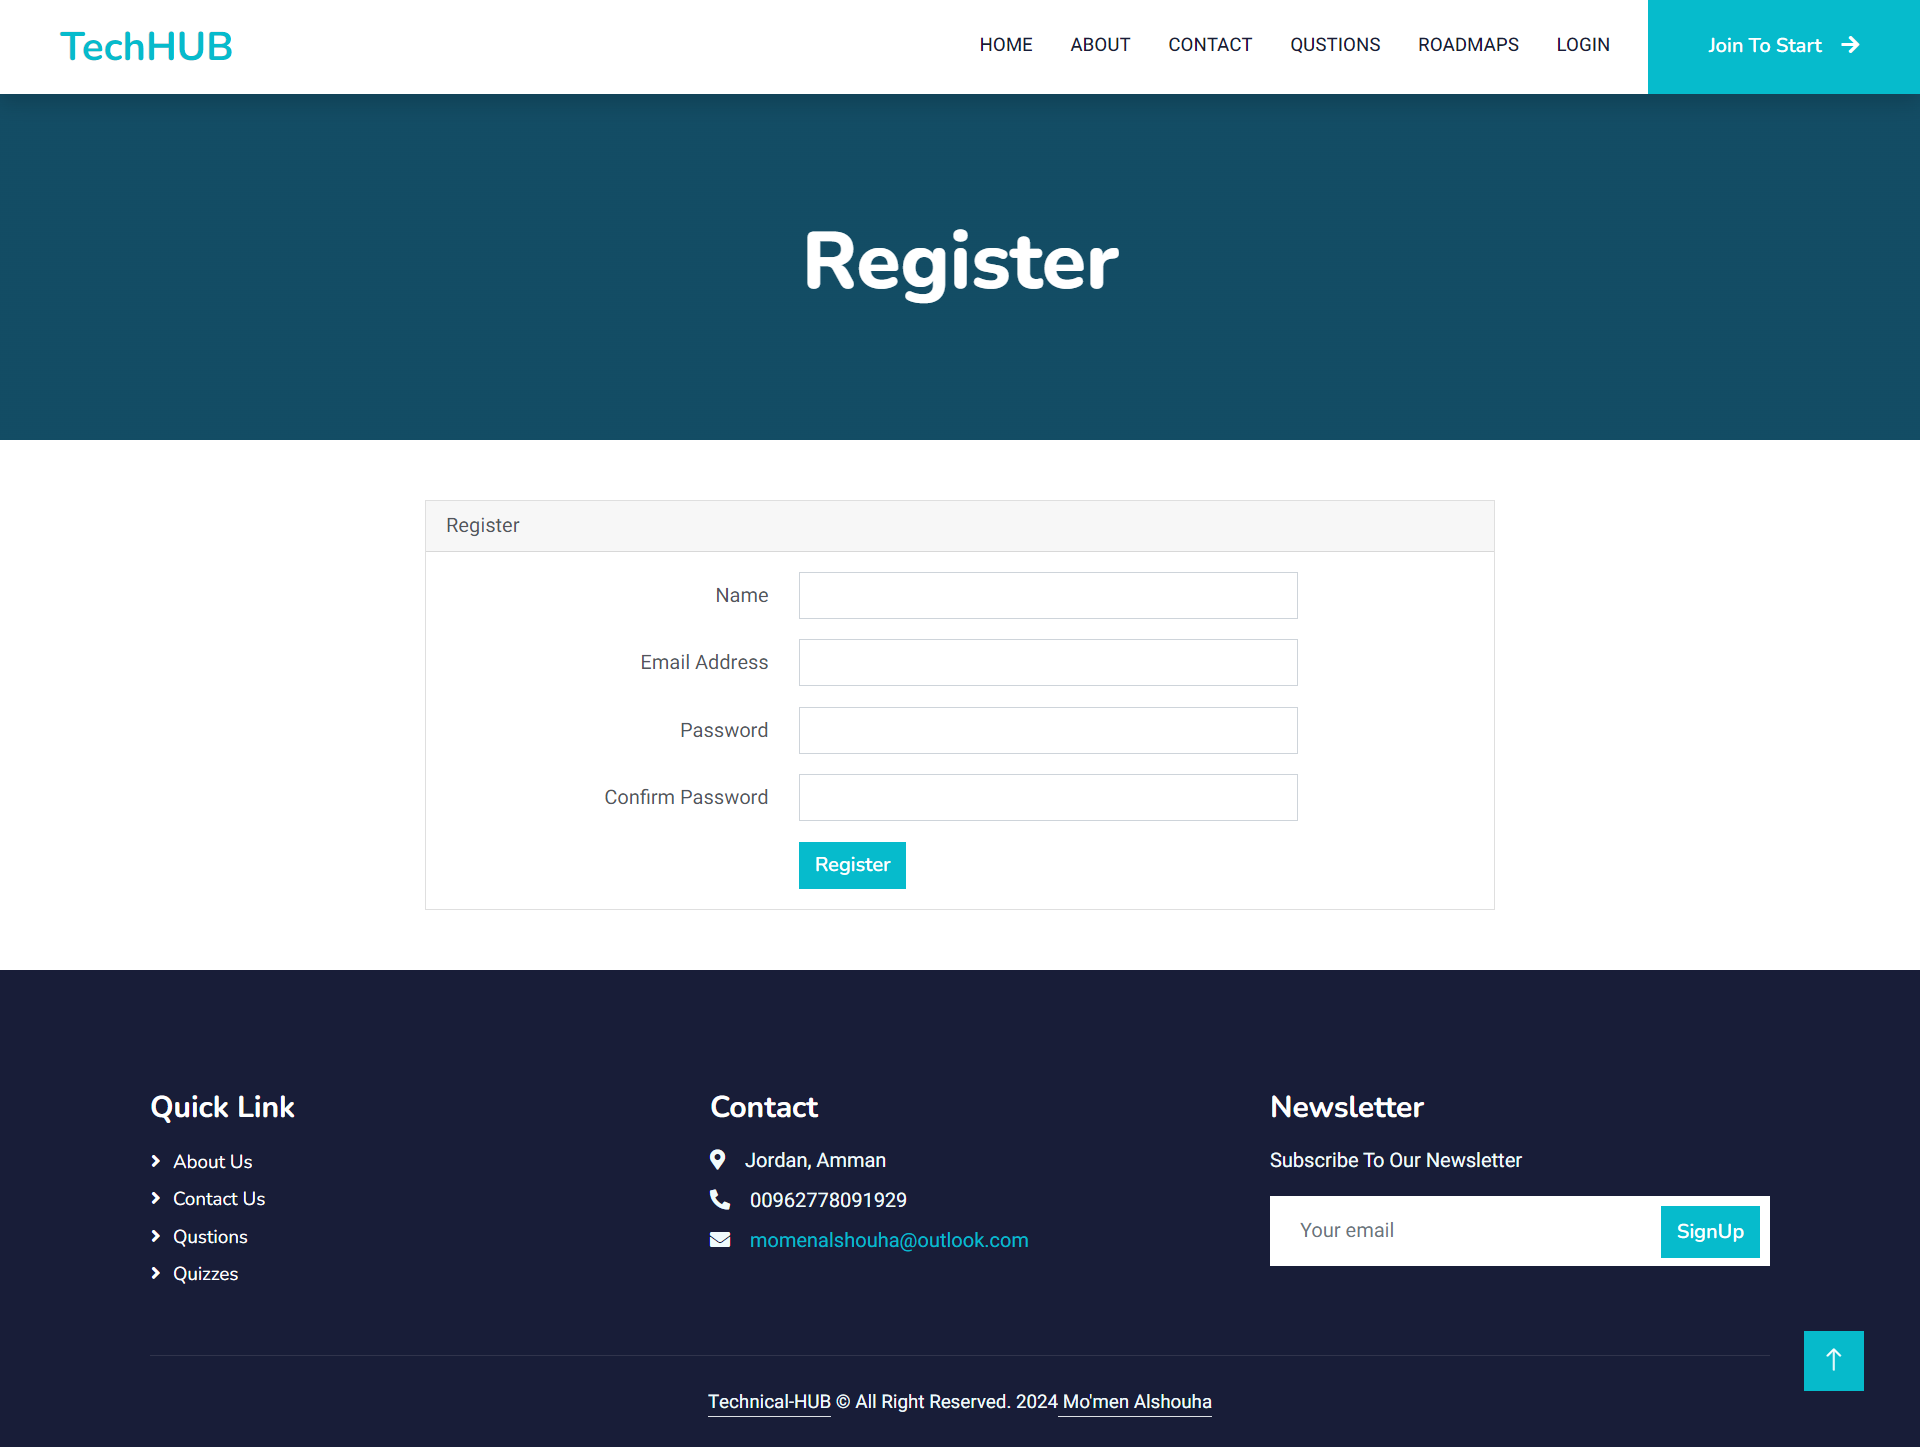 TechHUB
HOME ABOUT CONTACT QUSTIONS ROADMAPS LOGIN Join To Start
Register
Register
Name
Email Address
Password
Confirm Password
Register
Quick Link
About Us
Contact Us
Qustions
Quizzes
Contact
Jordan, Amman
00962778091929
momenalshouha@outlook.com
Newsletter
Subscribe To Our Newsletter
Your email SignUp
Technical-HUB © All Right Reserved. 2024 Mo'men Alshouha